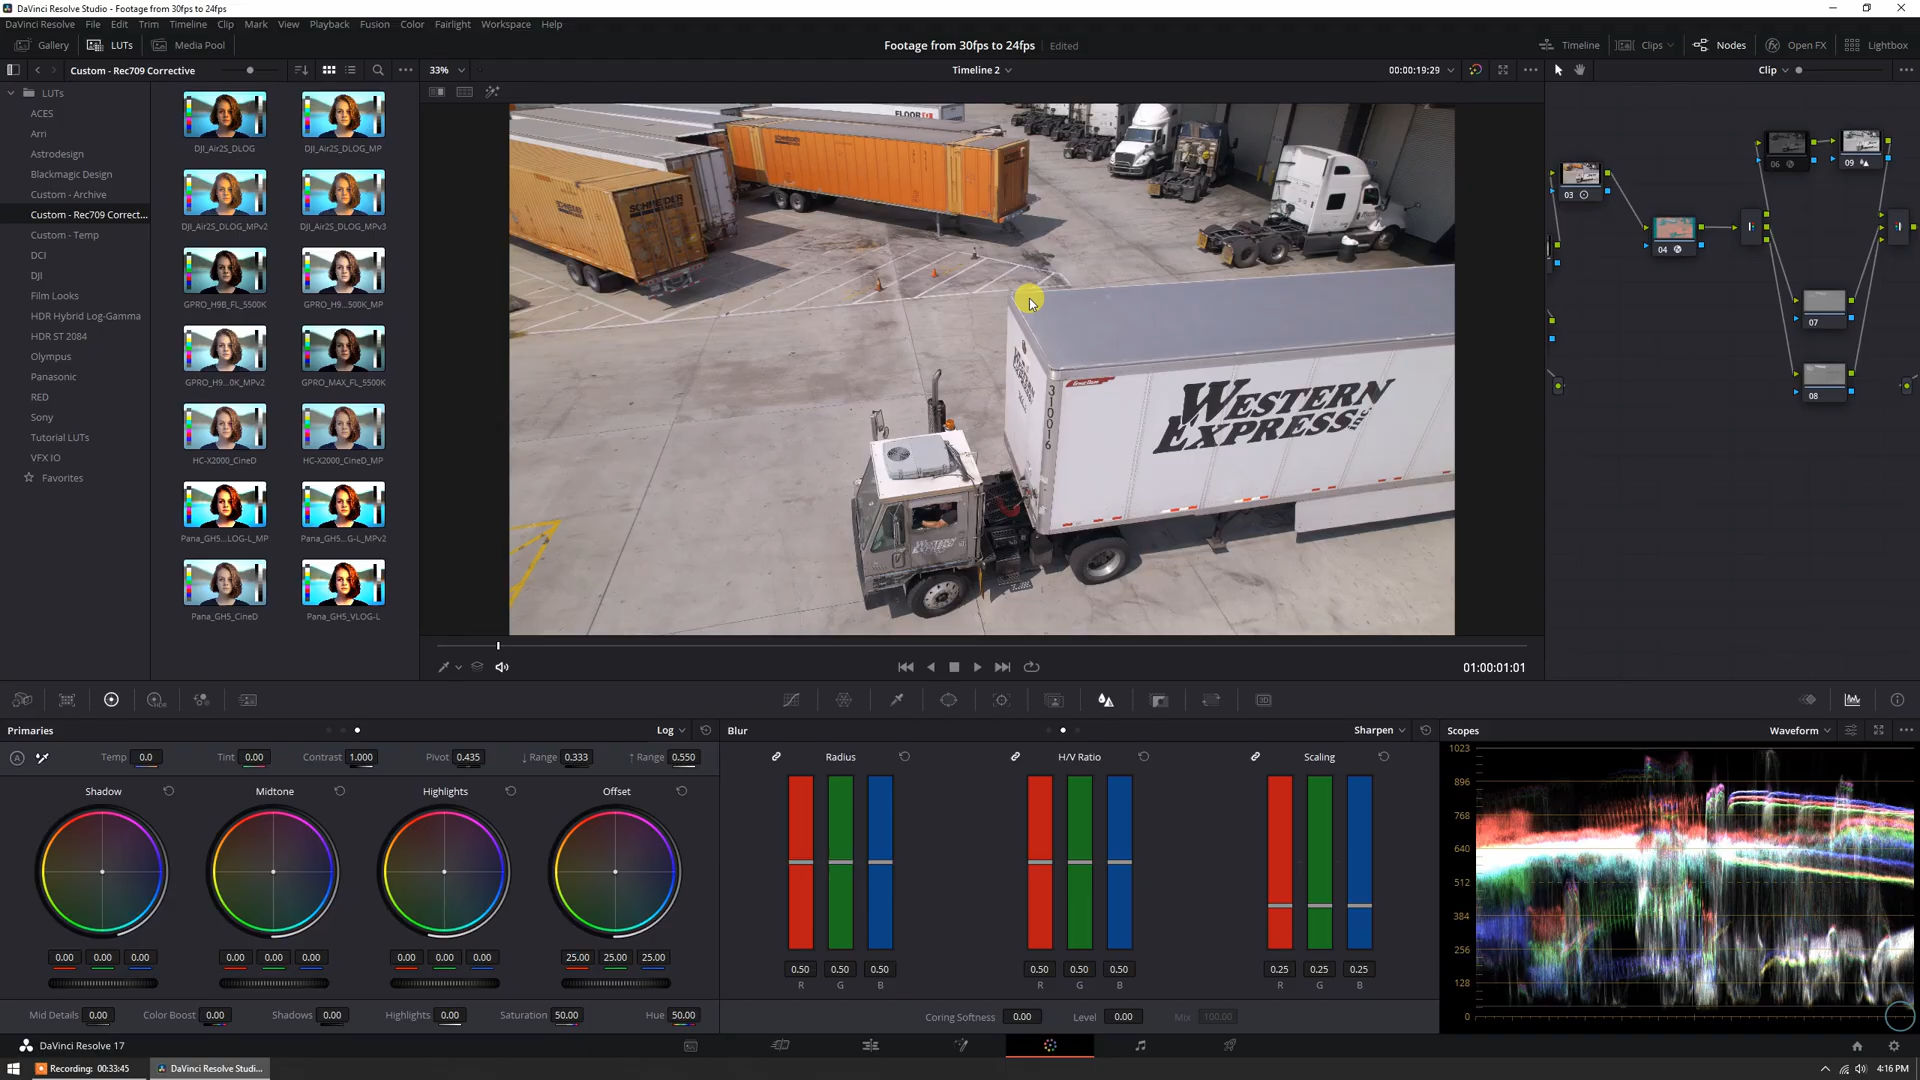 DaVinci Resolve Studio - Footage from 30fps to 24fps
DaVinci Resolve File Edit Trim Timeline Clip Mark View Playback Fusion Color Fairlight Workspace Help
Gallery LUTs Media Pool Footage from 30fps to 24fps Edited Timeline Clips Nodes Open FX Lightbox
Custom - Rec709 Corrective 33% Timeline 2 00:00:19:29 Clip
LUTs
ACES
Arri
Astrodesign
Blackmagic Design
Custom - Archive
Custom - Rec709 Correct...
Custom - Temp
DCI
DJI
Film Looks
HDR Hybrid Log-Gamma
HDR ST 2084
Olympus
Panasonic
RED
Sony
Tutorial LUTs
VFX IO
Favorites
DJI_Air2S_DLOG DJI_Air2S_DLOG_MP
DJI_Air2S_DLOG_MPv2 DJI_Air2S_DLOG_MPv3
GPRO_H9B_FL_5500K GPRO_H9...500K_MP
GPRO_H9...0K_MPv2 GPRO_MAX_FL_5500K
HC-X2000_CineD HC-X2000_CineD_MP
Pana_GH5...LOG-L_MP Pana_GH5...G-L_MPv2
Pana_GH5_CineD Pana_GH5_VLOG-L
FLOOR
SCHNEIDER
Great Dane
310016
WESTERN
EXPRESS
03
04
06
09
07
08
01:00:01:01
Primaries Log
Temp 0.0 Tint 0.00 Contrast 1.000 Pivot 0.435 ↓ Range 0.333 ↑ Range 0.550
Shadow Midtone Highlights Offset
0.00 0.00 0.00 0.00 0.00 0.00 0.00 0.00 0.00 25.00 25.00 25.00
Mid Details 0.00 Color Boost 0.00 Shadows 0.00 Highlights 0.00 Saturation 50.00 Hue 50.00
Blur Sharpen
Radius H/V Ratio Scaling
0.50 0.50 0.50 0.50 0.50 0.50 0.25 0.25 0.25
R G B R G B R G B
Coring Softness 0.00 Level 0.00 Mix 100.00
Scopes Waveform
1023
896
768
640
512
384
256
128
0
DaVinci Resolve 17
Recording: 00:33:45 DaVinci Resolve Studi... 4:16 PM